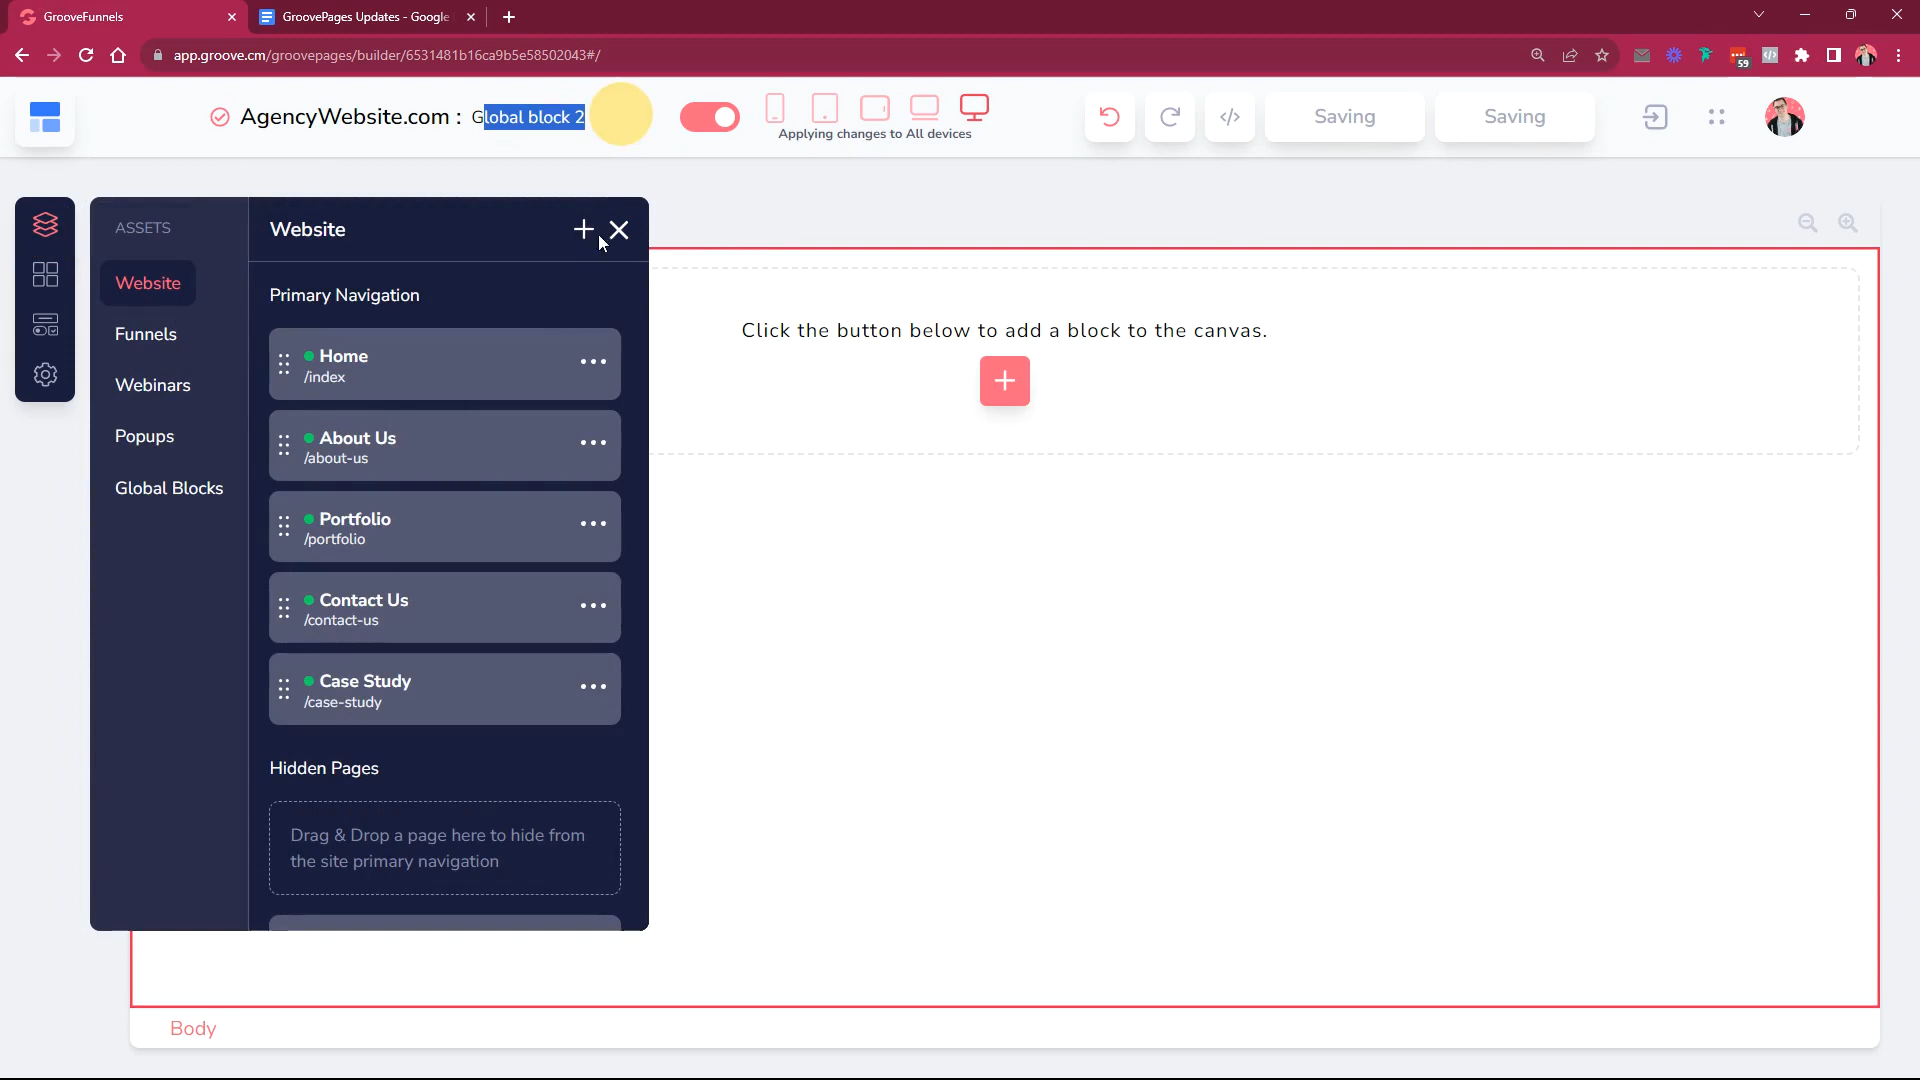 GrooveFunnels
GroovePages Updates - Google
app.groove.cm/groovepages/builder/6531481b16ca9b5e58502043#/
59
AgencyWebsite.com : Global block 2
Applying changes to All devices
Saving
Saving
ASSETS
Website
Funnels
Webinars
Popups
Global Blocks
Website
Primary Navigation
Home
/index
About Us
/about-us
Portfolio
/portfolio
Contact Us
/contact-us
Case Study
/case-study
Hidden Pages
Drag & Drop a page here to hide from
the site primary navigation
Click the button below to add a block to the canvas.
Body